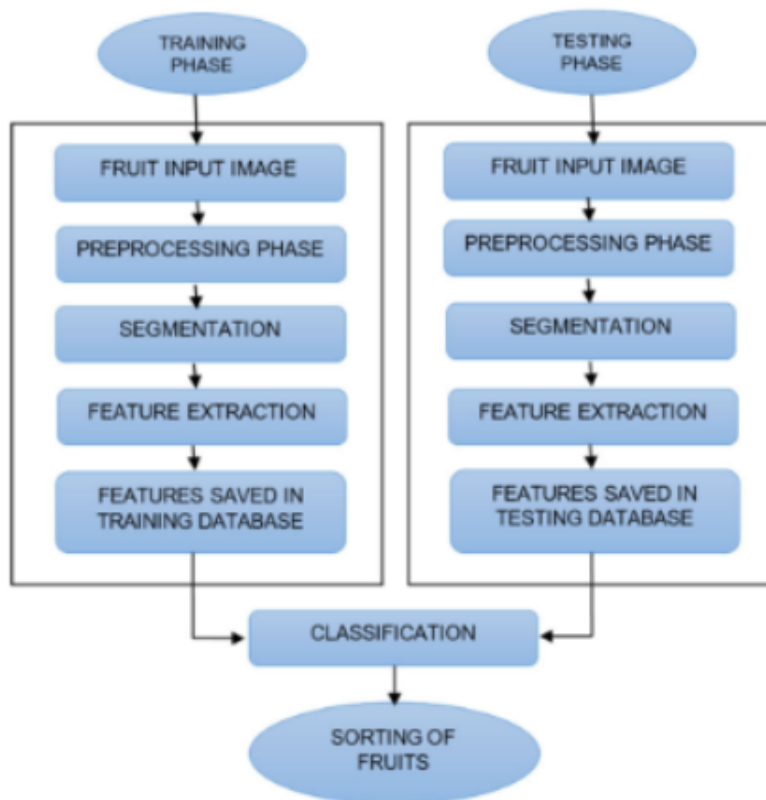 TRAINING
PHASE
FRUIT INPUT IMAGE
PREPROCESSING PHASE
SEGMENTATION
FEATURE EXTRACTION
FEATURES SAVED IN
TRAINING DATABASE
TESTING
PHASE
FRUIT INPUT IMAGE
PREPROCESSING PHASE
SEGMENTATION
FEATURE EXTRACTION
FEATURES SAVED IN
TESTING DATABASE
CLASSIFICATION
SORTING OF
FRUITS